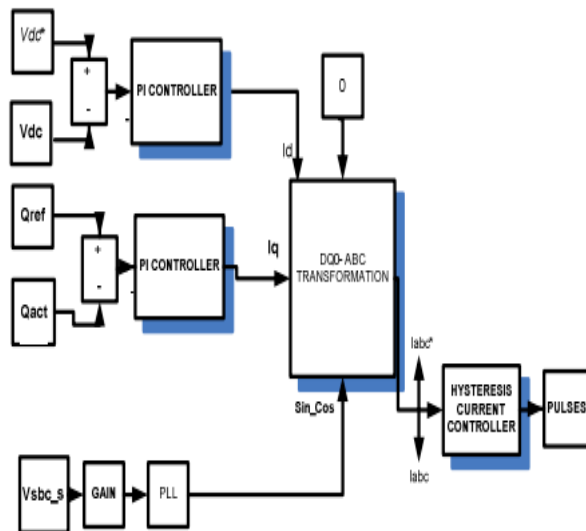 Vdc*
+
-
Vdc
PI CONTROLLER
-
Id
0
Qref
+
-
Qact
PI CONTROLLER
-
Iq
DQ0- ABC
TRANSFORMATION
Sin_Cos
Iabc*
Iabc
HYSTERESIS
CURRENT
CONTROLLER
PULSES
Vsbc_s
GAIN
PLL